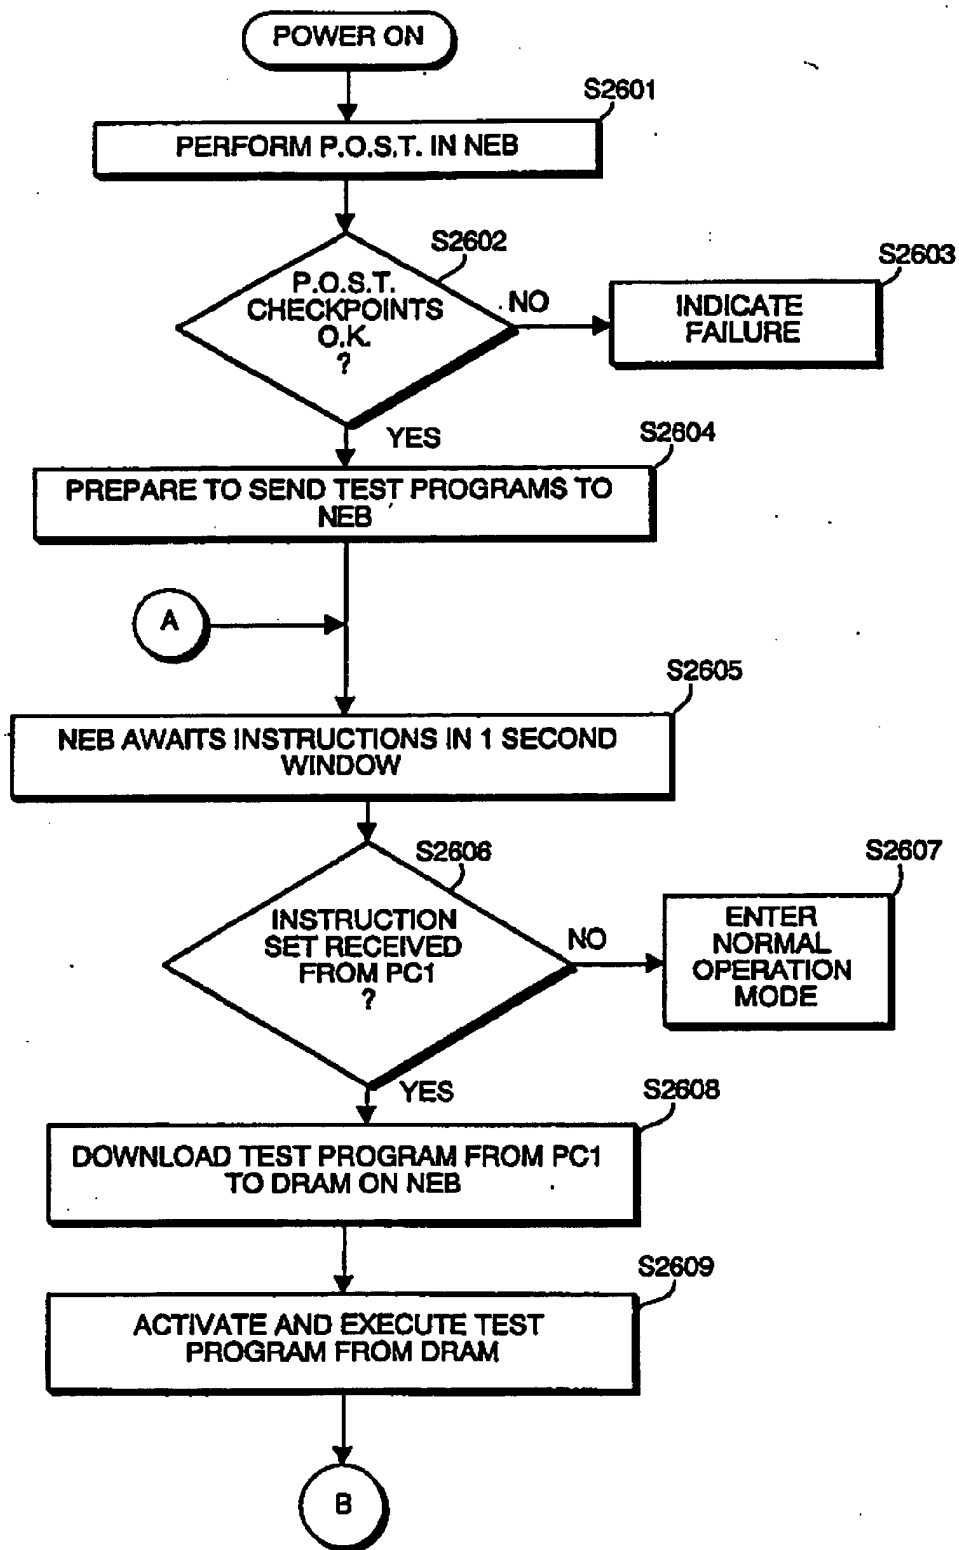 POWER ON
S2601
PERFORM P.O.S.T. IN NEB
S2602
P.O.S.T.
CHECKPOINTS
O.K.
?
NO
S2603
INDICATE
FAILURE
YES
S2604
PREPARE TO SEND TEST PROGRAMS TO
NEB
A
S2605
NEB AWAITS INSTRUCTIONS IN 1 SECOND
WINDOW
S2606
INSTRUCTION
SET RECEIVED
FROM PC1
?
NO
S2607
ENTER
NORMAL
OPERATION
MODE
YES
S2608
DOWNLOAD TEST PROGRAM FROM PC1
TO DRAM ON NEB
S2609
ACTIVATE AND EXECUTE TEST
PROGRAM FROM DRAM
B